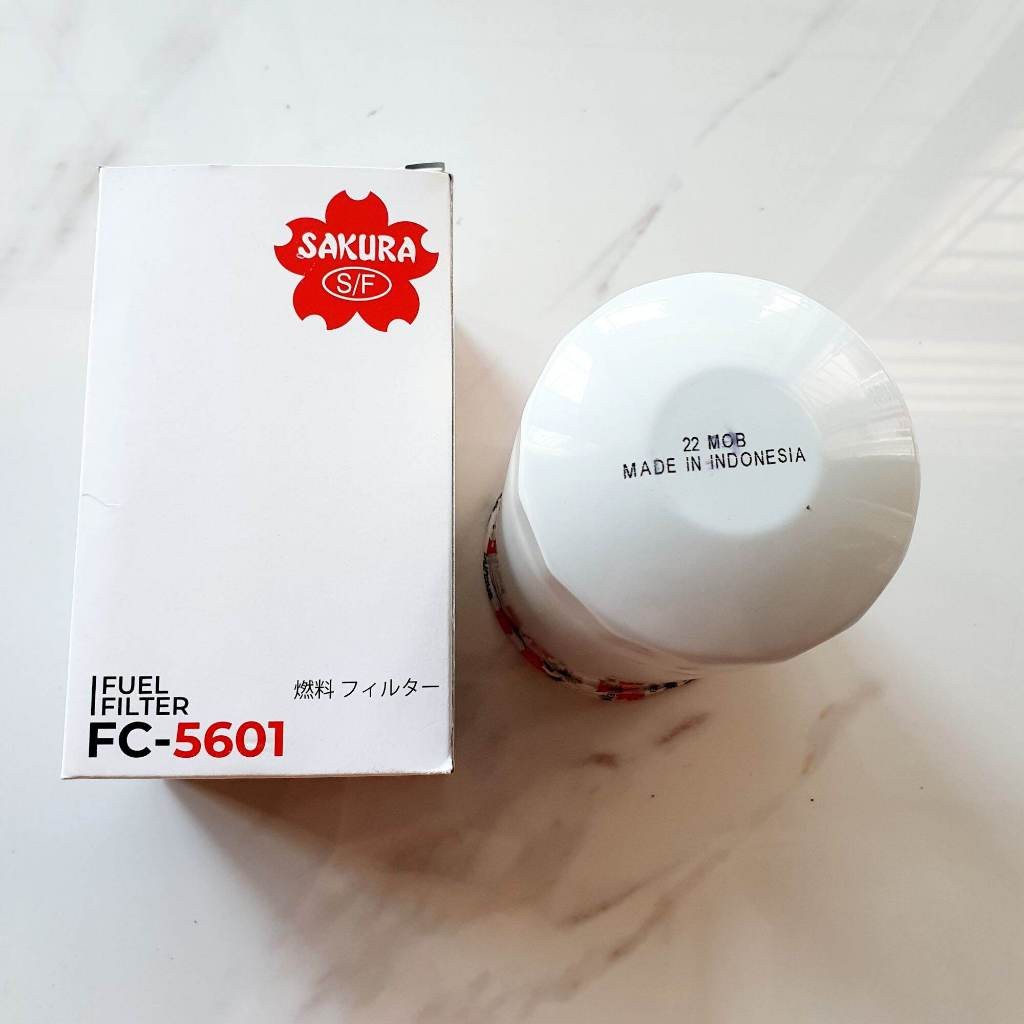 SAKURA
S/F
FUEL
FILTER
燃料 フィルター
FC-5601
22 MOB
MADE IN INDONESIA